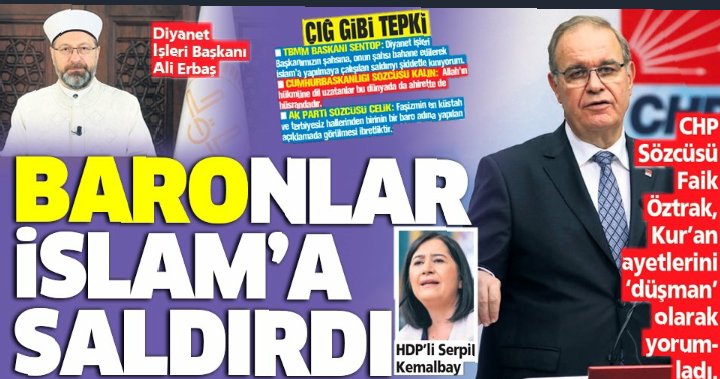 Diyanet
İşleri Başkanı
Ali Erbaş
ÇIĞ GİBİ TEPKİ
TBMM BAŞKANI ŞENTOP: Diyanet İşleri
Başkanımızın şahsına, onun şahsı bahane edilerek
İslam'a yapılmaya çalışılan saldırıyı şiddetle kınıyorum.
CUMHURBAŞKANLIĞI SÖZCÜSÜ KALIN: Allah'ın
hükmüne dil uzatanlar bu dünyada da ahirette de
hüsrandadır.
AK PARTİ SÖZCÜSÜ ÇELİK: Faşizmin en küstah
ve terbiyesiz hallerinden birinin bir baro adına yapılan
açıklamada görülmesi ibretliktir.
BARONLAR
İSLAM'A
SALDIRDI
HDP'li Serpil
Kemalbay
CHP
CHP
Sözcüsü
Faik
Öztrak,
Kur'an
ayetlerini
'düşman'
olarak
yorum-
ladı.